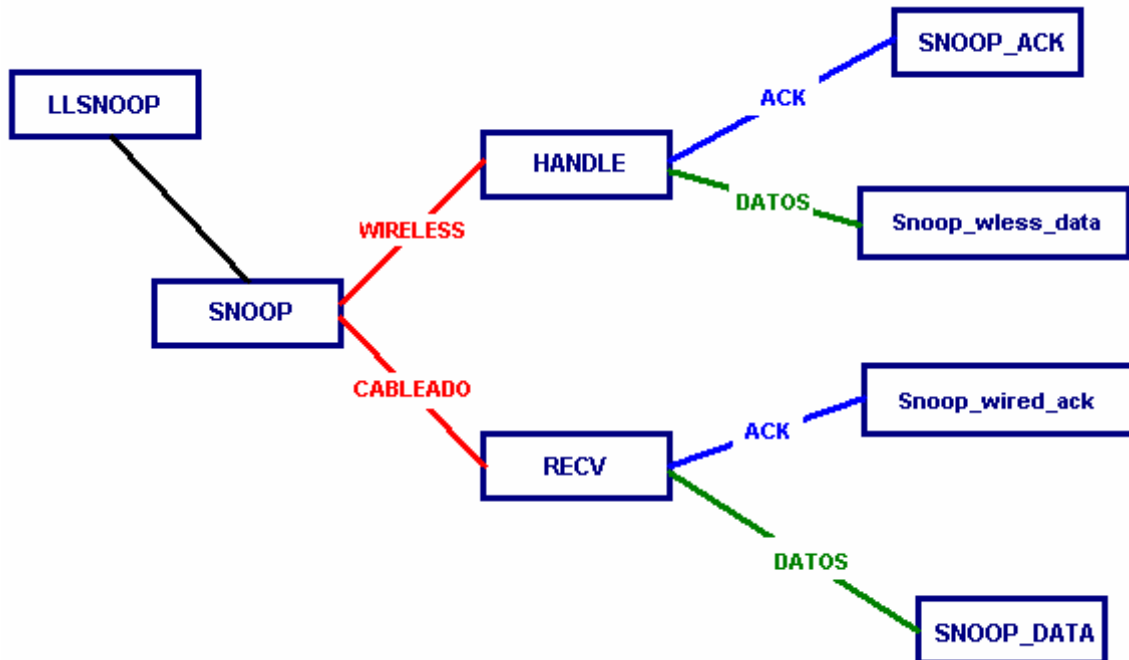 SNOOP_ACK
ACK
LLSNOOP
HANDLE
DATOS
Snoop_wless_data
WIRELESS
SNOOP
CABLEADO
Snoop_wired_ack
ACK
RECV
DATOS
SNOOP_DATA